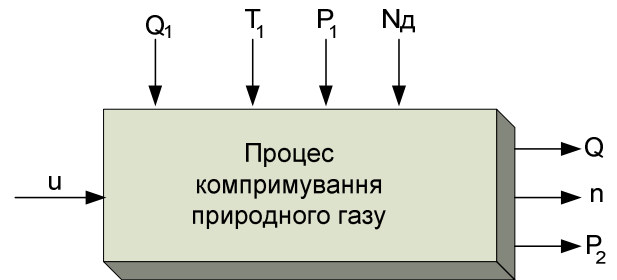 Q1 T1 P1 Nд
Процес
компримування
природного газу
u
Q
n
P2